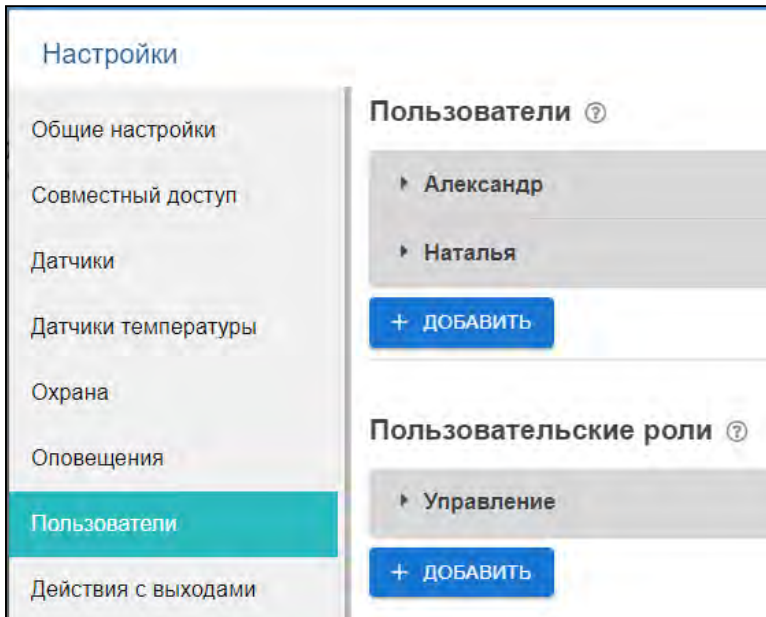 Настройки
Общие настройки
Совместный доступ
Датчики
Датчики температуры
Охрана
Оповещения
Пользователи
Действия с выходами
Пользователи ?
Александр
Наталья
+ ДОБАВИТЬ
Пользовательские роли ?
Управление
+ ДОБАВИТЬ